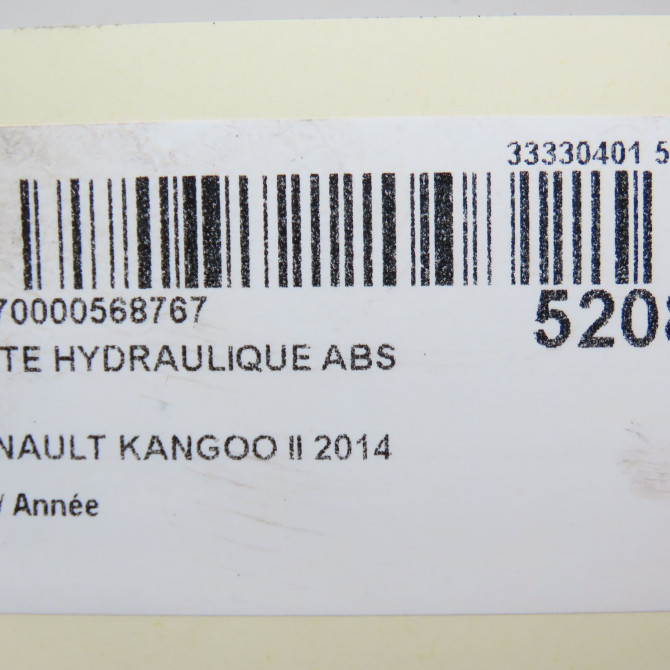 33330401 5
70000568767
5208
TE HYDRAULIQUE ABS
NAULT KANGOO II 2014
/ Année